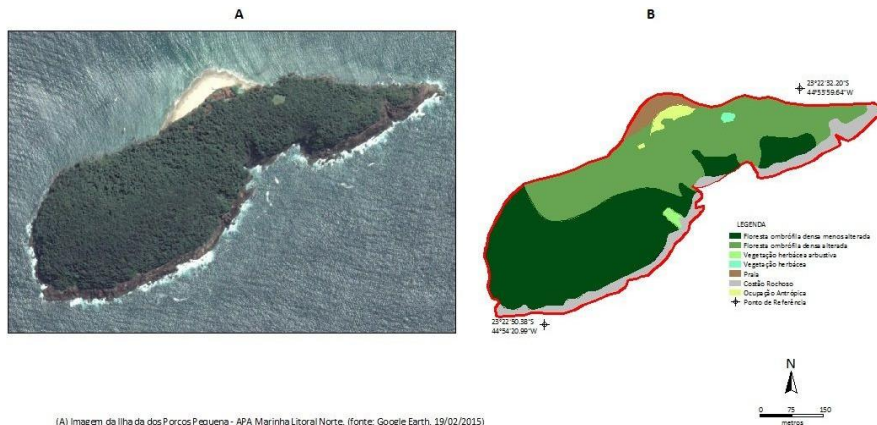 A
B
23°22'32.20"S
44°53'59.64"W
LEGENDA
Floresta ombrófila densa menos alterada
Floresta ombrófila densa alterada
Vegetação herbácea arbustiva
Vegetação herbácea
Praia
Costão Rochoso
Ocupação Antrópica
Ponto de Referência
23°22'50.38"S
44°54'20.99"W
N
0 75 150
metros
(A) Imagem da Ilha da dos Porcos Pequena - APA Marinha Litoral Norte. (fonte: Google Earth, 19/02/2015)